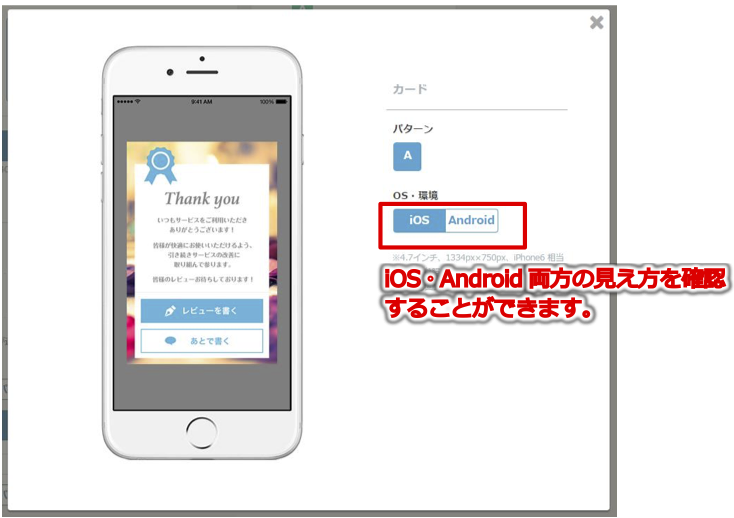 9:41 AM
100%
Thank you
いつもサービスをご利用いただき
ありがとうございます！
皆様が快適にお使いいただけるよう、
引き続きサービスの改善に
取り組んで参ります。
皆様のレビューお待ちしております！
レビューを書く
あとで書く
カード
パターン
A
OS・環境
iOS
Android
※4.7インチ、1334px×750px、iPhone6 相当
iOS・Android 両方の見え方を確認
することができます。